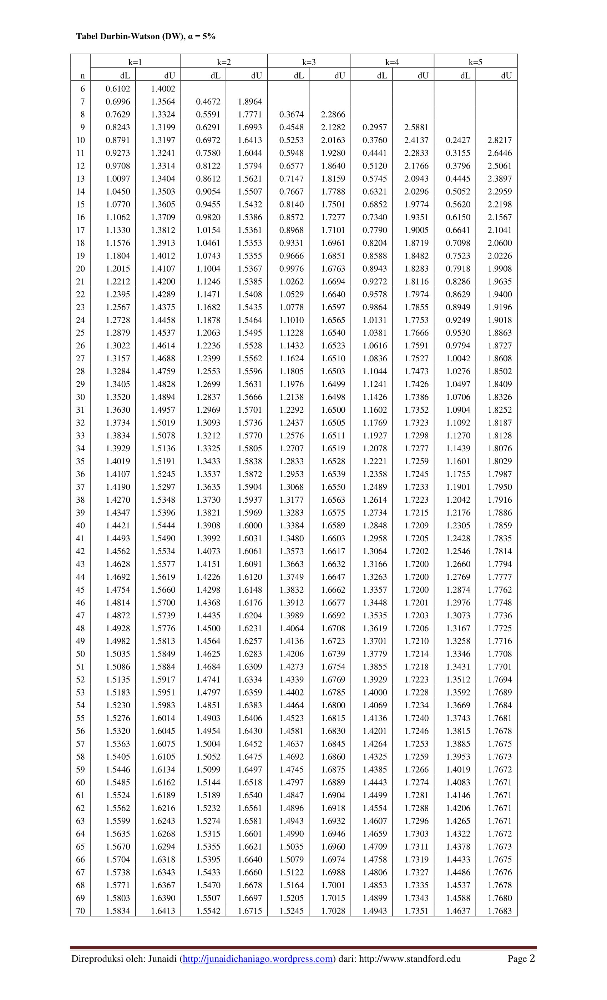 Tabel Durbin-Watson (DW), α = 5%
k=1 k=2 k=3 k=4 k=5
n dL dU dL dU dL dU dL dU dL dU
6 0.6102 1.4002
7 0.6996 1.3564 0.4672 1.8964
8 0.7629 1.3324 0.5591 1.7771 0.3674 2.2866
9 0.8243 1.3199 0.6291 1.6993 0.4548 2.1282 0.2957 2.5881
10 0.8791 1.3197 0.6972 1.6413 0.5253 2.0163 0.3760 2.4137 0.2427 2.8217
11 0.9273 1.3241 0.7580 1.6044 0.5948 1.9280 0.4441 2.2833 0.3155 2.6446
12 0.9708 1.3314 0.8122 1.5794 0.6577 1.8640 0.5120 2.1766 0.3796 2.5061
13 1.0097 1.3404 0.8612 1.5621 0.7147 1.8159 0.5745 2.0943 0.4445 2.3897
14 1.0450 1.3503 0.9054 1.5507 0.7667 1.7788 0.6321 2.0296 0.5052 2.2959
15 1.0770 1.3605 0.9455 1.5432 0.8140 1.7501 0.6852 1.9774 0.5620 2.2198
16 1.1062 1.3709 0.9820 1.5386 0.8572 1.7277 0.7340 1.9351 0.6150 2.1567
17 1.1330 1.3812 1.0154 1.5361 0.8968 1.7101 0.7790 1.9005 0.6641 2.1041
18 1.1576 1.3913 1.0461 1.5353 0.9331 1.6961 0.8204 1.8719 0.7098 2.0600
19 1.1804 1.4012 1.0743 1.5355 0.9666 1.6851 0.8588 1.8482 0.7523 2.0226
20 1.2015 1.4107 1.1004 1.5367 0.9976 1.6763 0.8943 1.8283 0.7918 1.9908
21 1.2212 1.4200 1.1246 1.5385 1.0262 1.6694 0.9272 1.8116 0.8286 1.9635
22 1.2395 1.4289 1.1471 1.5408 1.0529 1.6640 0.9578 1.7974 0.8629 1.9400
23 1.2567 1.4375 1.1682 1.5435 1.0778 1.6597 0.9864 1.7855 0.8949 1.9196
24 1.2728 1.4458 1.1878 1.5464 1.1010 1.6565 1.0131 1.7753 0.9249 1.9018
25 1.2879 1.4537 1.2063 1.5495 1.1228 1.6540 1.0381 1.7666 0.9530 1.8863
26 1.3022 1.4614 1.2236 1.5528 1.1432 1.6523 1.0616 1.7591 0.9794 1.8727
27 1.3157 1.4688 1.2399 1.5562 1.1624 1.6510 1.0836 1.7527 1.0042 1.8608
28 1.3284 1.4759 1.2553 1.5596 1.1805 1.6503 1.1044 1.7473 1.0276 1.8502
29 1.3405 1.4828 1.2699 1.5631 1.1976 1.6499 1.1241 1.7426 1.0497 1.8409
30 1.3520 1.4894 1.2837 1.5666 1.2138 1.6498 1.1426 1.7386 1.0706 1.8326
31 1.3630 1.4957 1.2969 1.5701 1.2292 1.6500 1.1602 1.7352 1.0904 1.8252
32 1.3734 1.5019 1.3093 1.5736 1.2437 1.6505 1.1769 1.7323 1.1092 1.8187
33 1.3834 1.5078 1.3212 1.5770 1.2576 1.6511 1.1927 1.7298 1.1270 1.8128
34 1.3929 1.5136 1.3325 1.5805 1.2707 1.6519 1.2078 1.7277 1.1439 1.8076
35 1.4019 1.5191 1.3433 1.5838 1.2833 1.6528 1.2221 1.7259 1.1601 1.8029
36 1.4107 1.5245 1.3537 1.5872 1.2953 1.6539 1.2358 1.7245 1.1755 1.7987
37 1.4190 1.5297 1.3635 1.5904 1.3068 1.6550 1.2489 1.7233 1.1901 1.7950
38 1.4270 1.5348 1.3730 1.5937 1.3177 1.6563 1.2614 1.7223 1.2042 1.7916
39 1.4347 1.5396 1.3821 1.5969 1.3283 1.6575 1.2734 1.7215 1.2176 1.7886
40 1.4421 1.5444 1.3908 1.6000 1.3384 1.6589 1.2848 1.7209 1.2305 1.7859
41 1.4493 1.5490 1.3992 1.6031 1.3480 1.6603 1.2958 1.7205 1.2428 1.7835
42 1.4562 1.5534 1.4073 1.6061 1.3573 1.6617 1.3064 1.7202 1.2546 1.7814
43 1.4628 1.5577 1.4151 1.6091 1.3663 1.6632 1.3166 1.7200 1.2660 1.7794
44 1.4692 1.5619 1.4226 1.6120 1.3749 1.6647 1.3263 1.7200 1.2769 1.7777
45 1.4754 1.5660 1.4298 1.6148 1.3832 1.6662 1.3357 1.7200 1.2874 1.7762
46 1.4814 1.5700 1.4368 1.6176 1.3912 1.6677 1.3448 1.7201 1.2976 1.7748
47 1.4872 1.5739 1.4435 1.6204 1.3989 1.6692 1.3535 1.7203 1.3073 1.7736
48 1.4928 1.5776 1.4500 1.6231 1.4064 1.6708 1.3619 1.7206 1.3167 1.7725
49 1.4982 1.5813 1.4564 1.6257 1.4136 1.6723 1.3701 1.7210 1.3258 1.7716
50 1.5035 1.5849 1.4625 1.6283 1.4206 1.6739 1.3779 1.7214 1.3346 1.7708
51 1.5086 1.5884 1.4684 1.6309 1.4273 1.6754 1.3855 1.7218 1.3431 1.7701
52 1.5135 1.5917 1.4741 1.6334 1.4339 1.6769 1.3929 1.7223 1.3512 1.7694
53 1.5183 1.5951 1.4797 1.6359 1.4402 1.6785 1.4000 1.7228 1.3592 1.7689
54 1.5230 1.5983 1.4851 1.6383 1.4464 1.6800 1.4069 1.7234 1.3669 1.7684
55 1.5276 1.6014 1.4903 1.6406 1.4523 1.6815 1.4136 1.7240 1.3743 1.7681
56 1.5320 1.6045 1.4954 1.6430 1.4581 1.6830 1.4201 1.7246 1.3815 1.7678
57 1.5363 1.6075 1.5004 1.6452 1.4637 1.6845 1.4264 1.7253 1.3885 1.7675
58 1.5405 1.6105 1.5052 1.6475 1.4692 1.6860 1.4325 1.7259 1.3953 1.7673
59 1.5446 1.6134 1.5099 1.6497 1.4745 1.6875 1.4385 1.7266 1.4019 1.7672
60 1.5485 1.6162 1.5144 1.6518 1.4797 1.6889 1.4443 1.7274 1.4083 1.7671
61 1.5524 1.6189 1.5189 1.6540 1.4847 1.6904 1.4499 1.7281 1.4146 1.7671
62 1.5562 1.6216 1.5232 1.6561 1.4896 1.6918 1.4554 1.7288 1.4206 1.7671
63 1.5599 1.6243 1.5274 1.6581 1.4943 1.6932 1.4607 1.7296 1.4265 1.7671
64 1.5635 1.6268 1.5315 1.6601 1.4990 1.6946 1.4659 1.7303 1.4322 1.7672
65 1.5670 1.6294 1.5355 1.6621 1.5035 1.6960 1.4709 1.7311 1.4378 1.7673
66 1.5704 1.6318 1.5395 1.6640 1.5079 1.6974 1.4758 1.7319 1.4433 1.7675
67 1.5738 1.6343 1.5433 1.6660 1.5122 1.6988 1.4806 1.7327 1.4486 1.7676
68 1.5771 1.6367 1.5470 1.6678 1.5164 1.7001 1.4853 1.7335 1.4537 1.7678
69 1.5803 1.6390 1.5507 1.6697 1.5205 1.7015 1.4899 1.7343 1.4588 1.7680
70 1.5834 1.6413 1.5542 1.6715 1.5245 1.7028 1.4943 1.7351 1.4637 1.7683
Direproduksi oleh: Junaidi (http://junaidichaniago.wordpress.com) dari: http://www.standford.edu Page 2